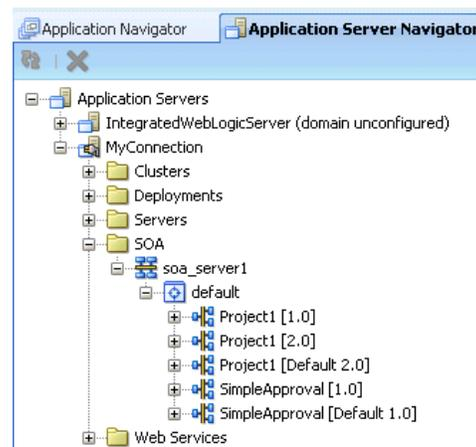 Application Navigator Application Server Navigator
Application Servers
IntegratedWebLogicServer (domain unconfigured)
MyConnection
Clusters
Deployments
Servers
SOA
soa_server1
default
Project1 [1.0]
Project1 [2.0]
Project1 [Default 2.0]
SimpleApproval [1.0]
SimpleApproval [Default 1.0]
Web Services